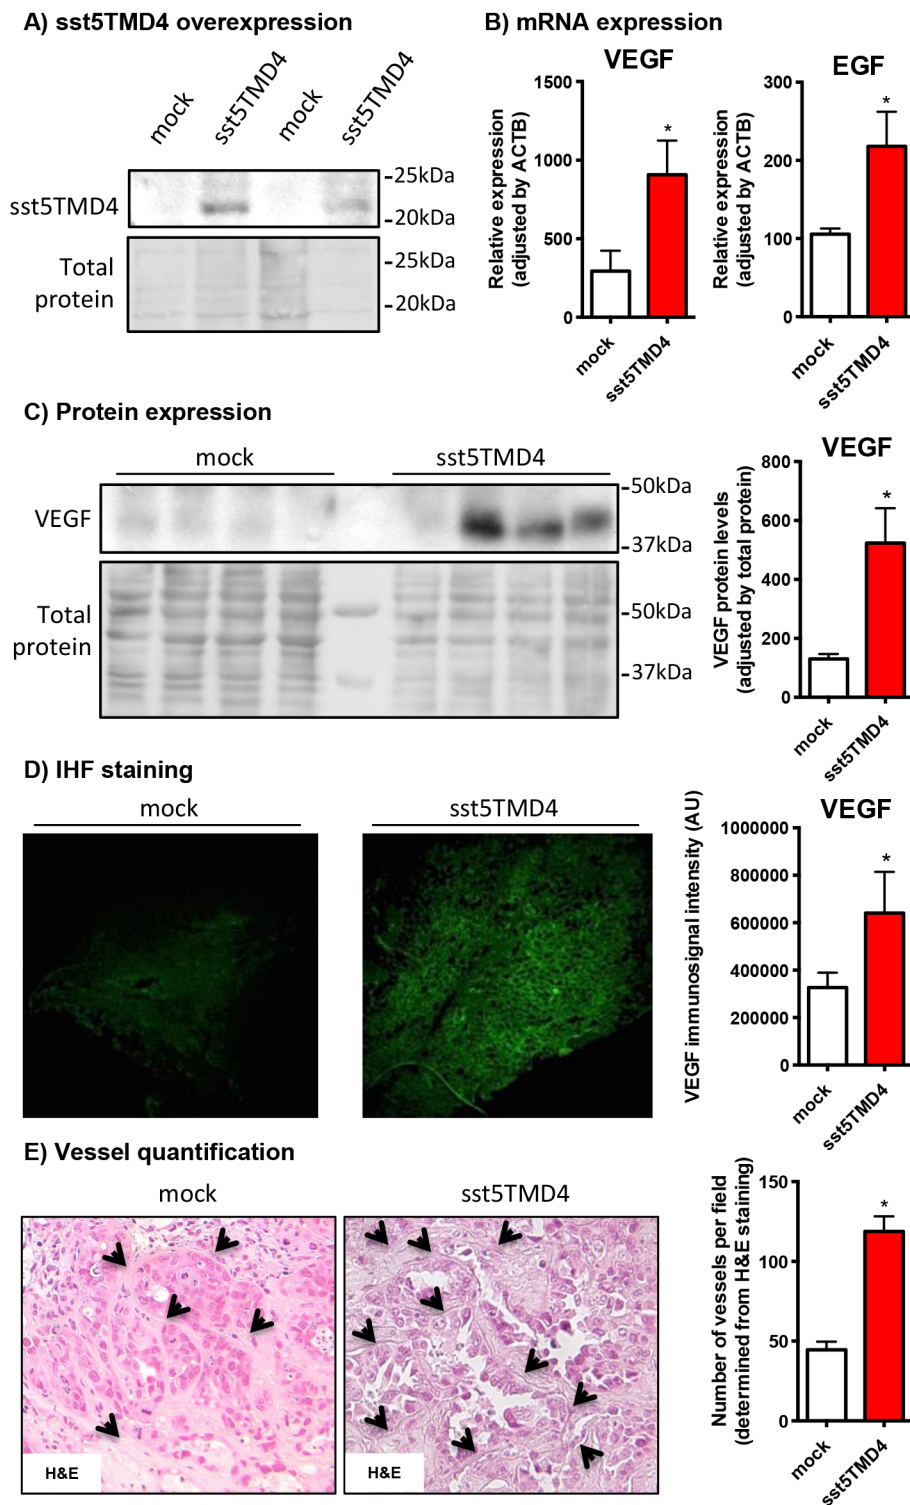 A) sst5TMD4 overexpression
mock
sst5TMD4
mock
sst5TMD4
sst5TMD4
-25kDa
-20kDa
Total
protein
-25kDa
-20kDa
B) mRNA expression
VEGF
Relative expression
(adjusted by ACTB)
1500
1000
500
0
*
mock
sst5TMD4
EGF
Relative expression
(adjusted by ACTB)
300
200
100
0
*
mock
sst5TMD4
C) Protein expression
mock
sst5TMD4
VEGF
-50kDa
-37kDa
Total
protein
-50kDa
-37kDa
VEGF
VEGF protein levels
(adjusted by total protein)
800
600
400
200
0
*
mock
sst5TMD4
D) IHF staining
mock
sst5TMD4
VEGF
VEGF immunosignal intensity (AU)
1000000
800000
600000
400000
200000
0
*
mock
sst5TMD4
E) Vessel quantification
mock
sst5TMD4
H&E
H&E
Number of vessels per field
(determined from H&E staining)
150
100
50
0
*
mock
sst5TMD4